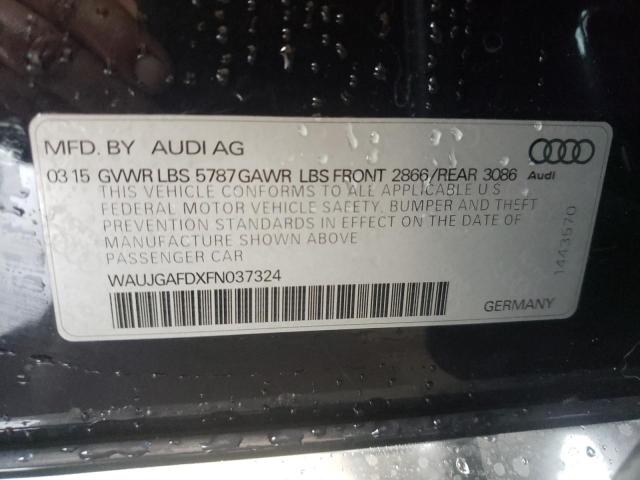 MFD. BY AUDI AG
03 15 GVWR LBS 5787 GAWR LBS FRONT 2866/REAR 3086
Audi
THIS VEHICLE CONFORMS TO ALL APPLICABLE U S
FEDERAL MOTOR VEHICLE SAFETY, BUMPER AND THEFT
PREVENTION STANDARDS IN EFFECT ON THE DATE OF
MANUFACTURE SHOWN ABOVE
PASSENGER CAR
WAUJGAFDXFN037324
GERMANY
1443570